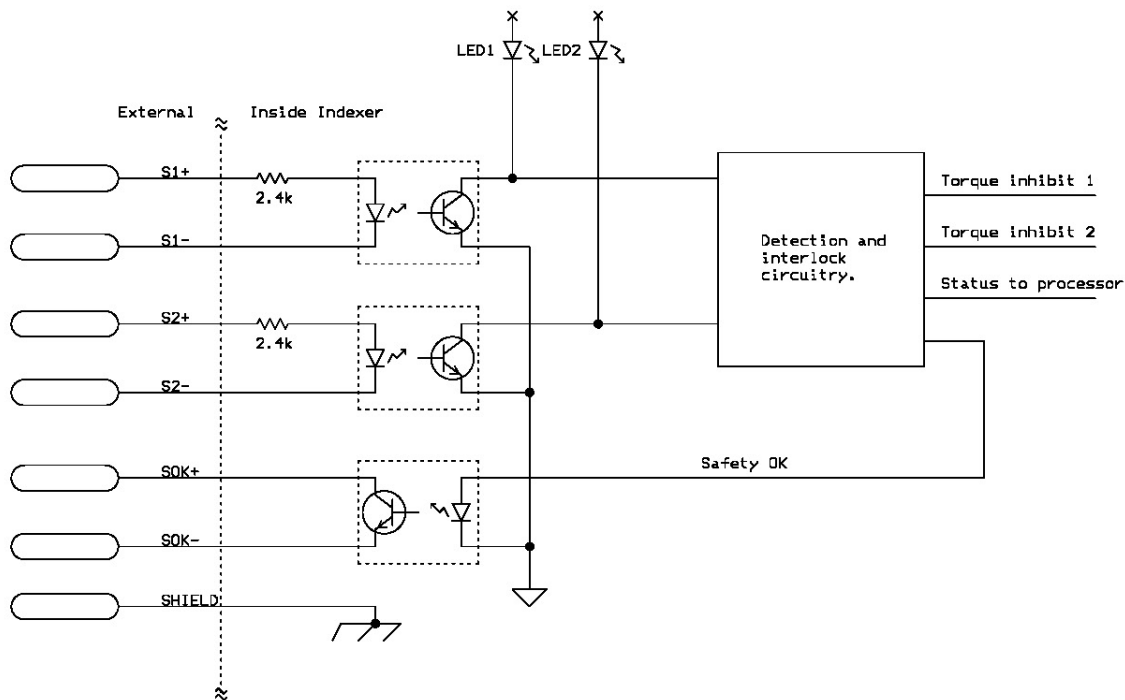 LED1
LED2
External
Inside Indexer
S1+
2.4k
S1-
Torque inhibit 1
Torque inhibit 2
Detection and
interlock
circuitry.
Status to processor
S2+
2.4k
S2-
SOK+
Safety OK
SOK-
SHIELD